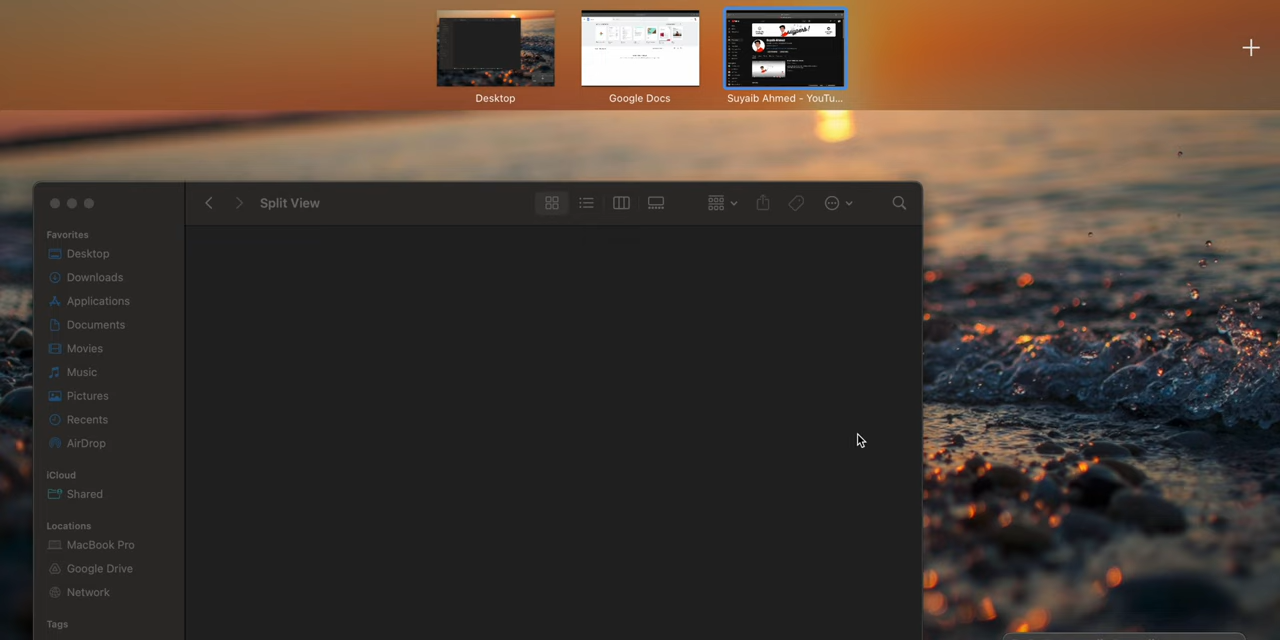 Desktop
Google Docs
Suyaib Ahmed - YouTu...
Split View
Favorites
Desktop
Downloads
Applications
Documents
Movies
Music
Pictures
Recents
AirDrop
iCloud
Shared
Locations
MacBook Pro
Google Drive
Network
Tags